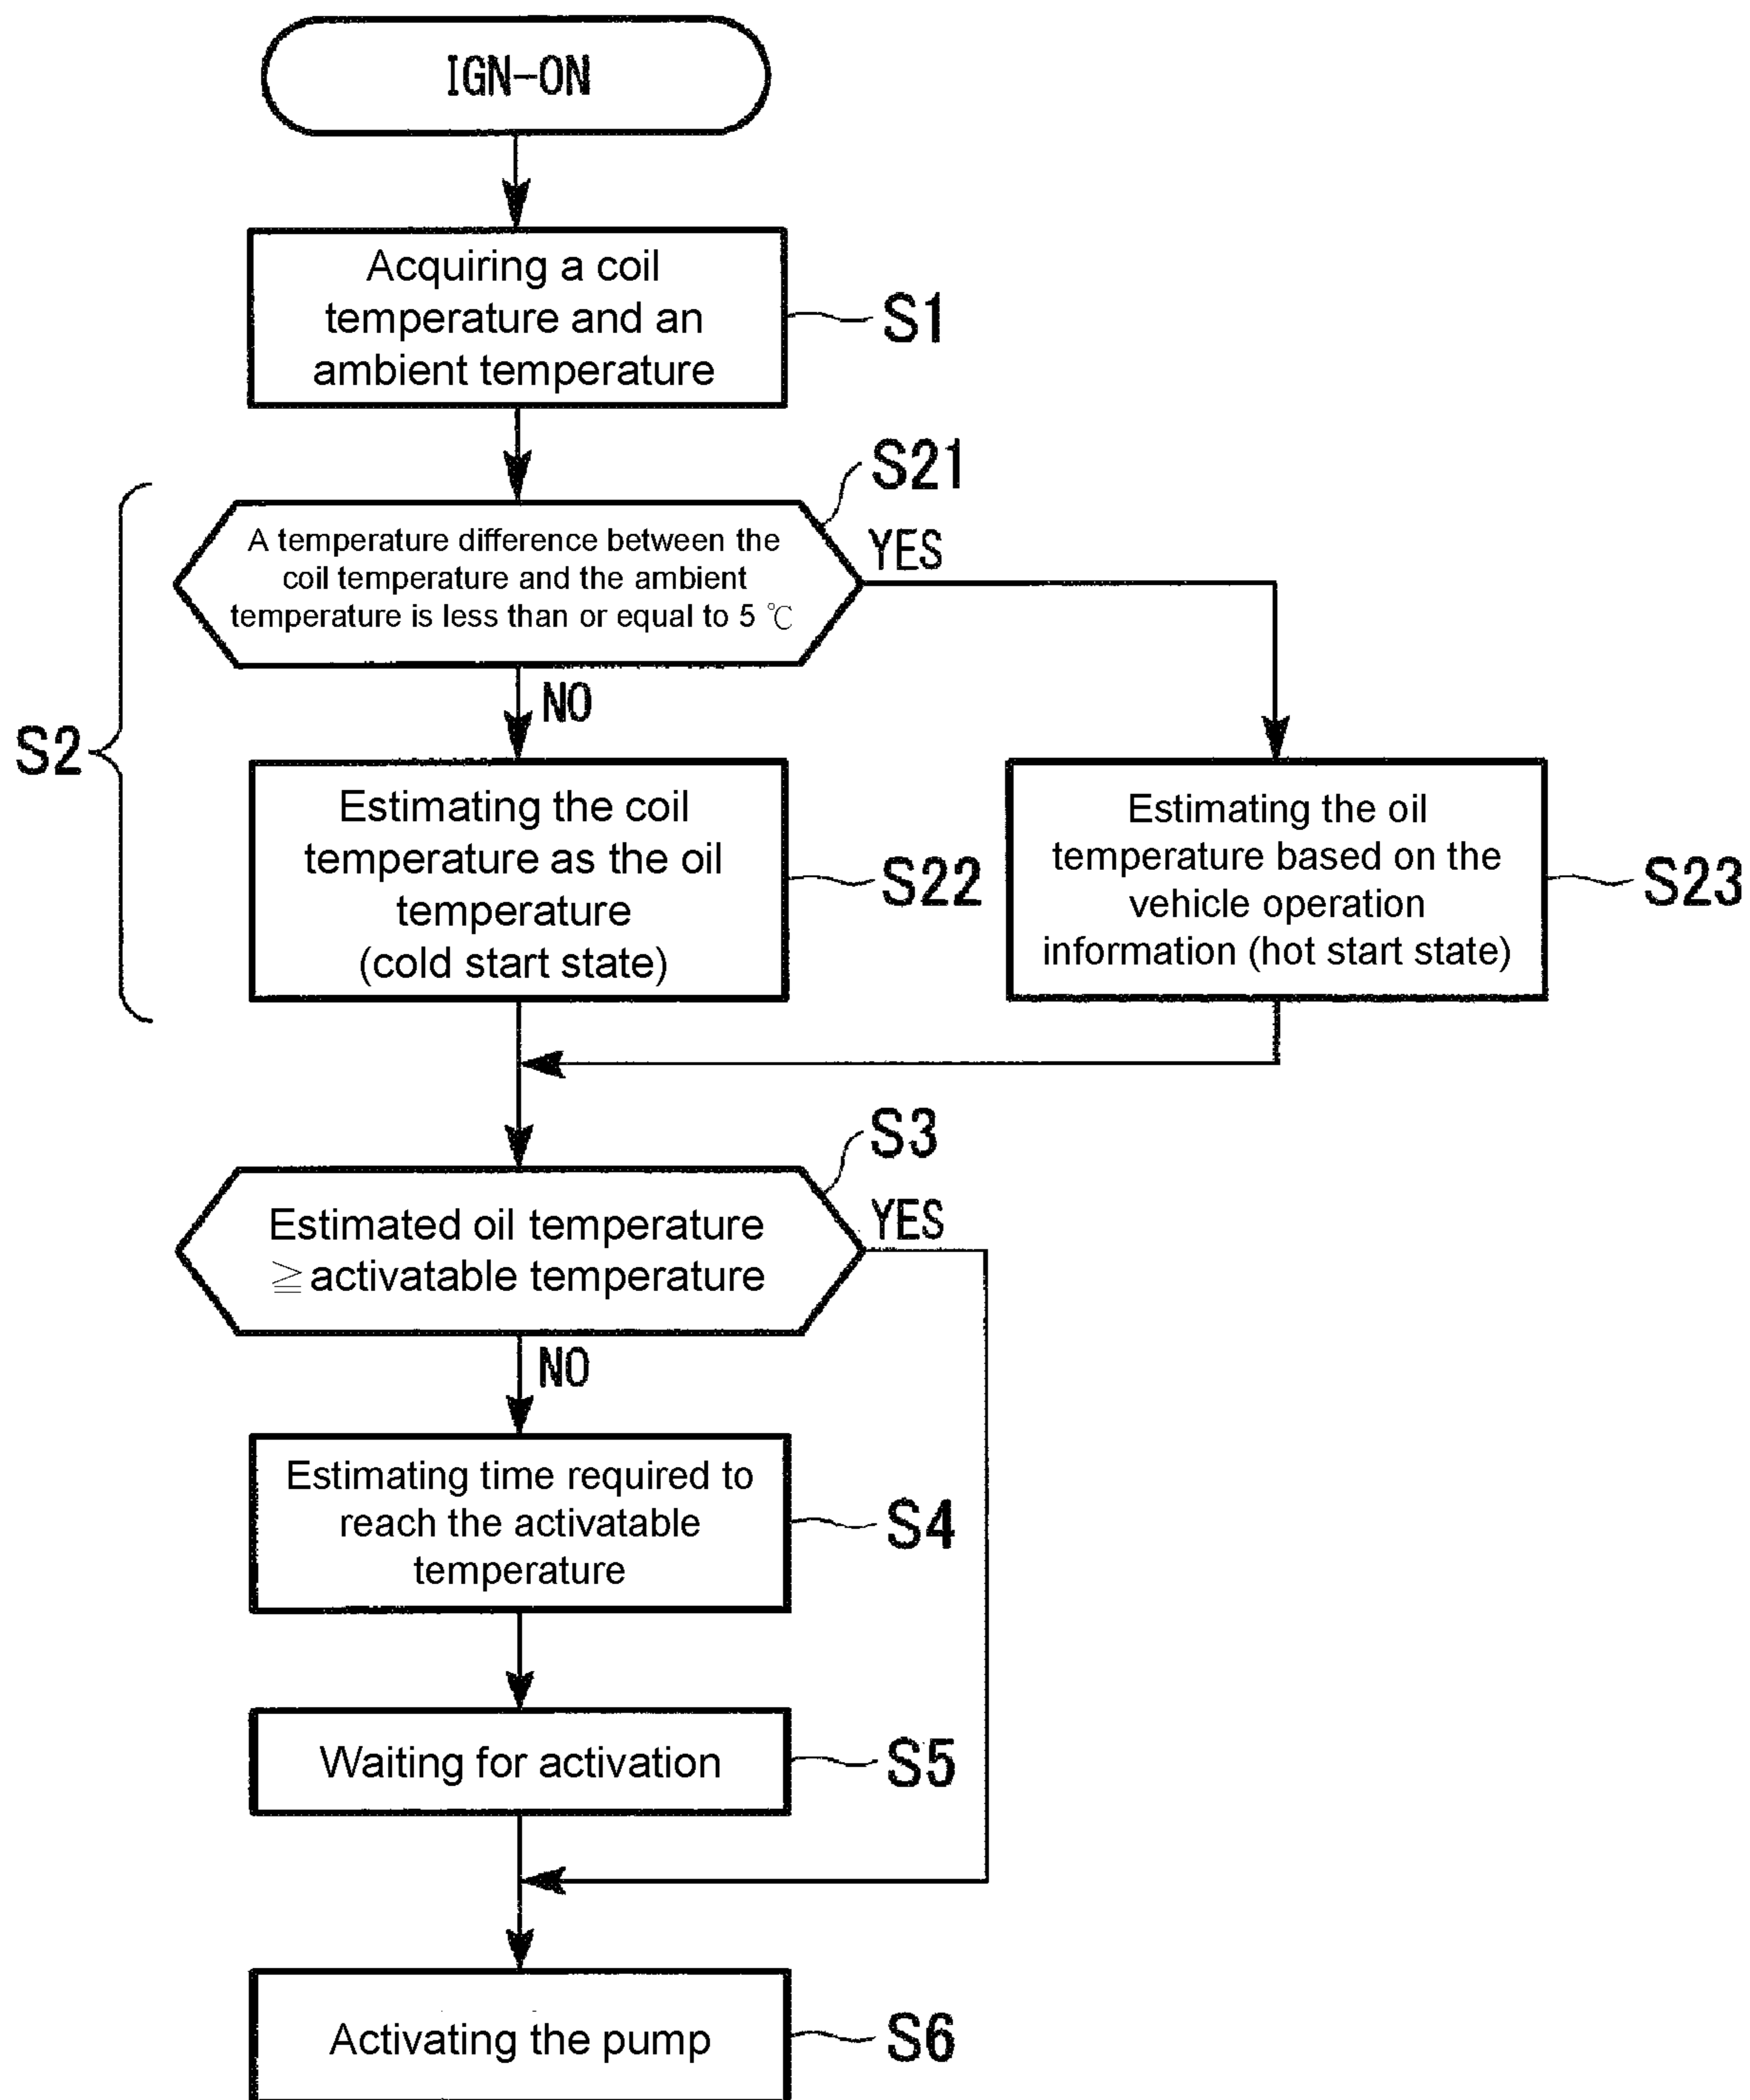 IGN-ON
Acquiring a coil
temperature and an
ambient temperature
S1
S21
A temperature difference between the
coil temperature and the ambient
temperature is less than or equal to 5 ℃
YES
NO
S2
Estimating the coil
temperature as the oil
temperature
(cold start state)
S22
Estimating the oil
temperature based on the
vehicle operation
information (hot start state)
S23
S3
Estimated oil temperature
≧activatable temperature
YES
NO
Estimating time required to
reach the activatable
temperature
S4
Waiting for activation
S5
Activating the pump
S6